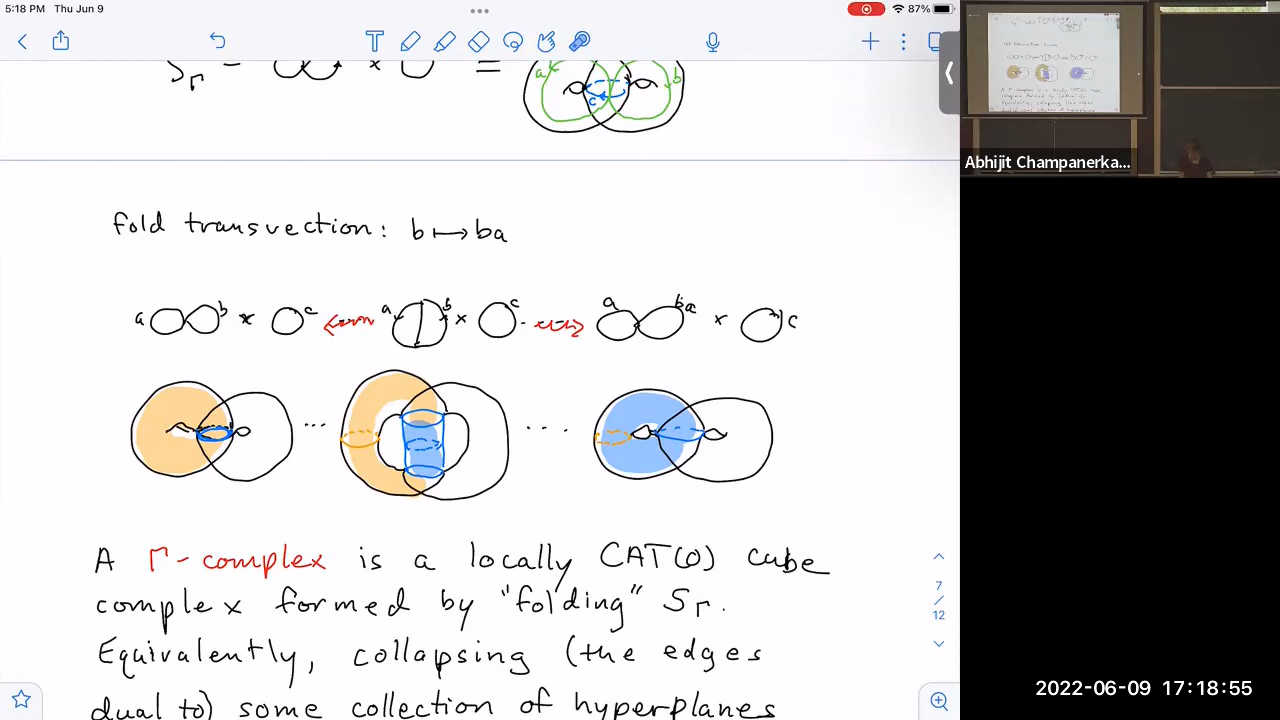 5:18 PM Thu Jun 9
87%
S_Γ = × =
a b
c
fold transvection: b ↦ ba
a b × c a b × c a ba × c
... ....
A Γ-complex is a locally CAT(0) cube
complex formed by "folding" S_Γ.
Equivalently, collapsing (the edges
dual to) some collection of hyperplanes
7
/
12
Abhijit Champanerka...
2022-06-09 17:18:55